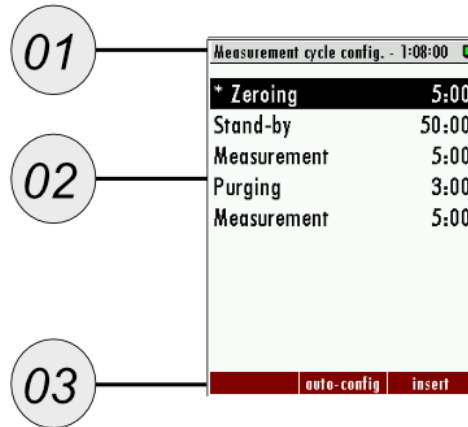 01
Measurement cycle config. - 1:08:00
* Zeroing 5:00
Stand-by 50:00
02
Measurement 5:00
Purging 3:00
Measurement 5:00
03
auto-config insert